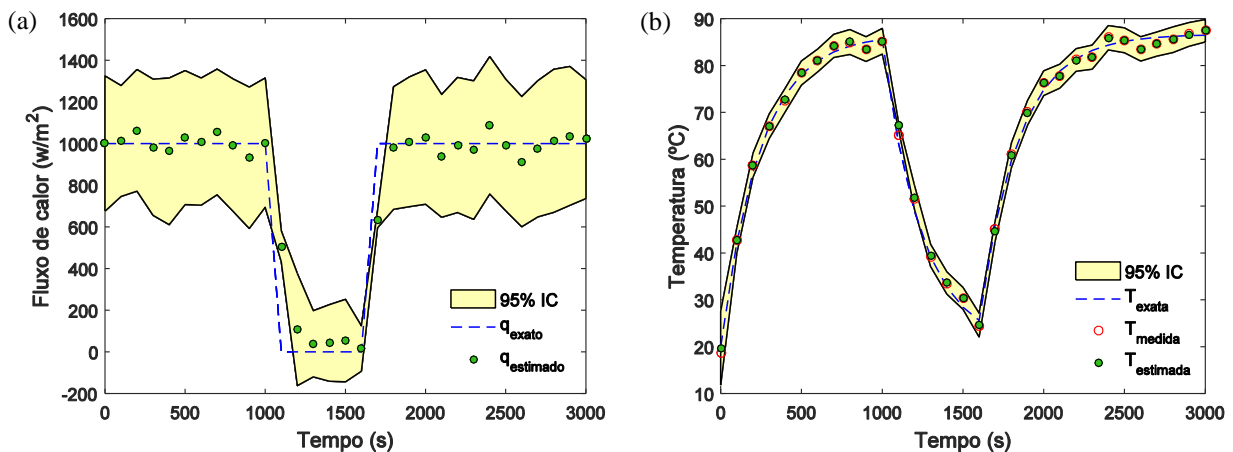 (a)
1600
1400
1200
1000
800
600
400
200
0
-200
Fluxo de calor (w/m²)
95% IC
q_exato
q_estimado
0 500 1000 1500 2000 2500 3000
Tempo (s)
(b)
90
80
70
60
50
40
30
20
10
Temperatura (ºC)
95% IC
T_exata
T_medida
T_estimada
0 500 1000 1500 2000 2500 3000
Tempo (s)